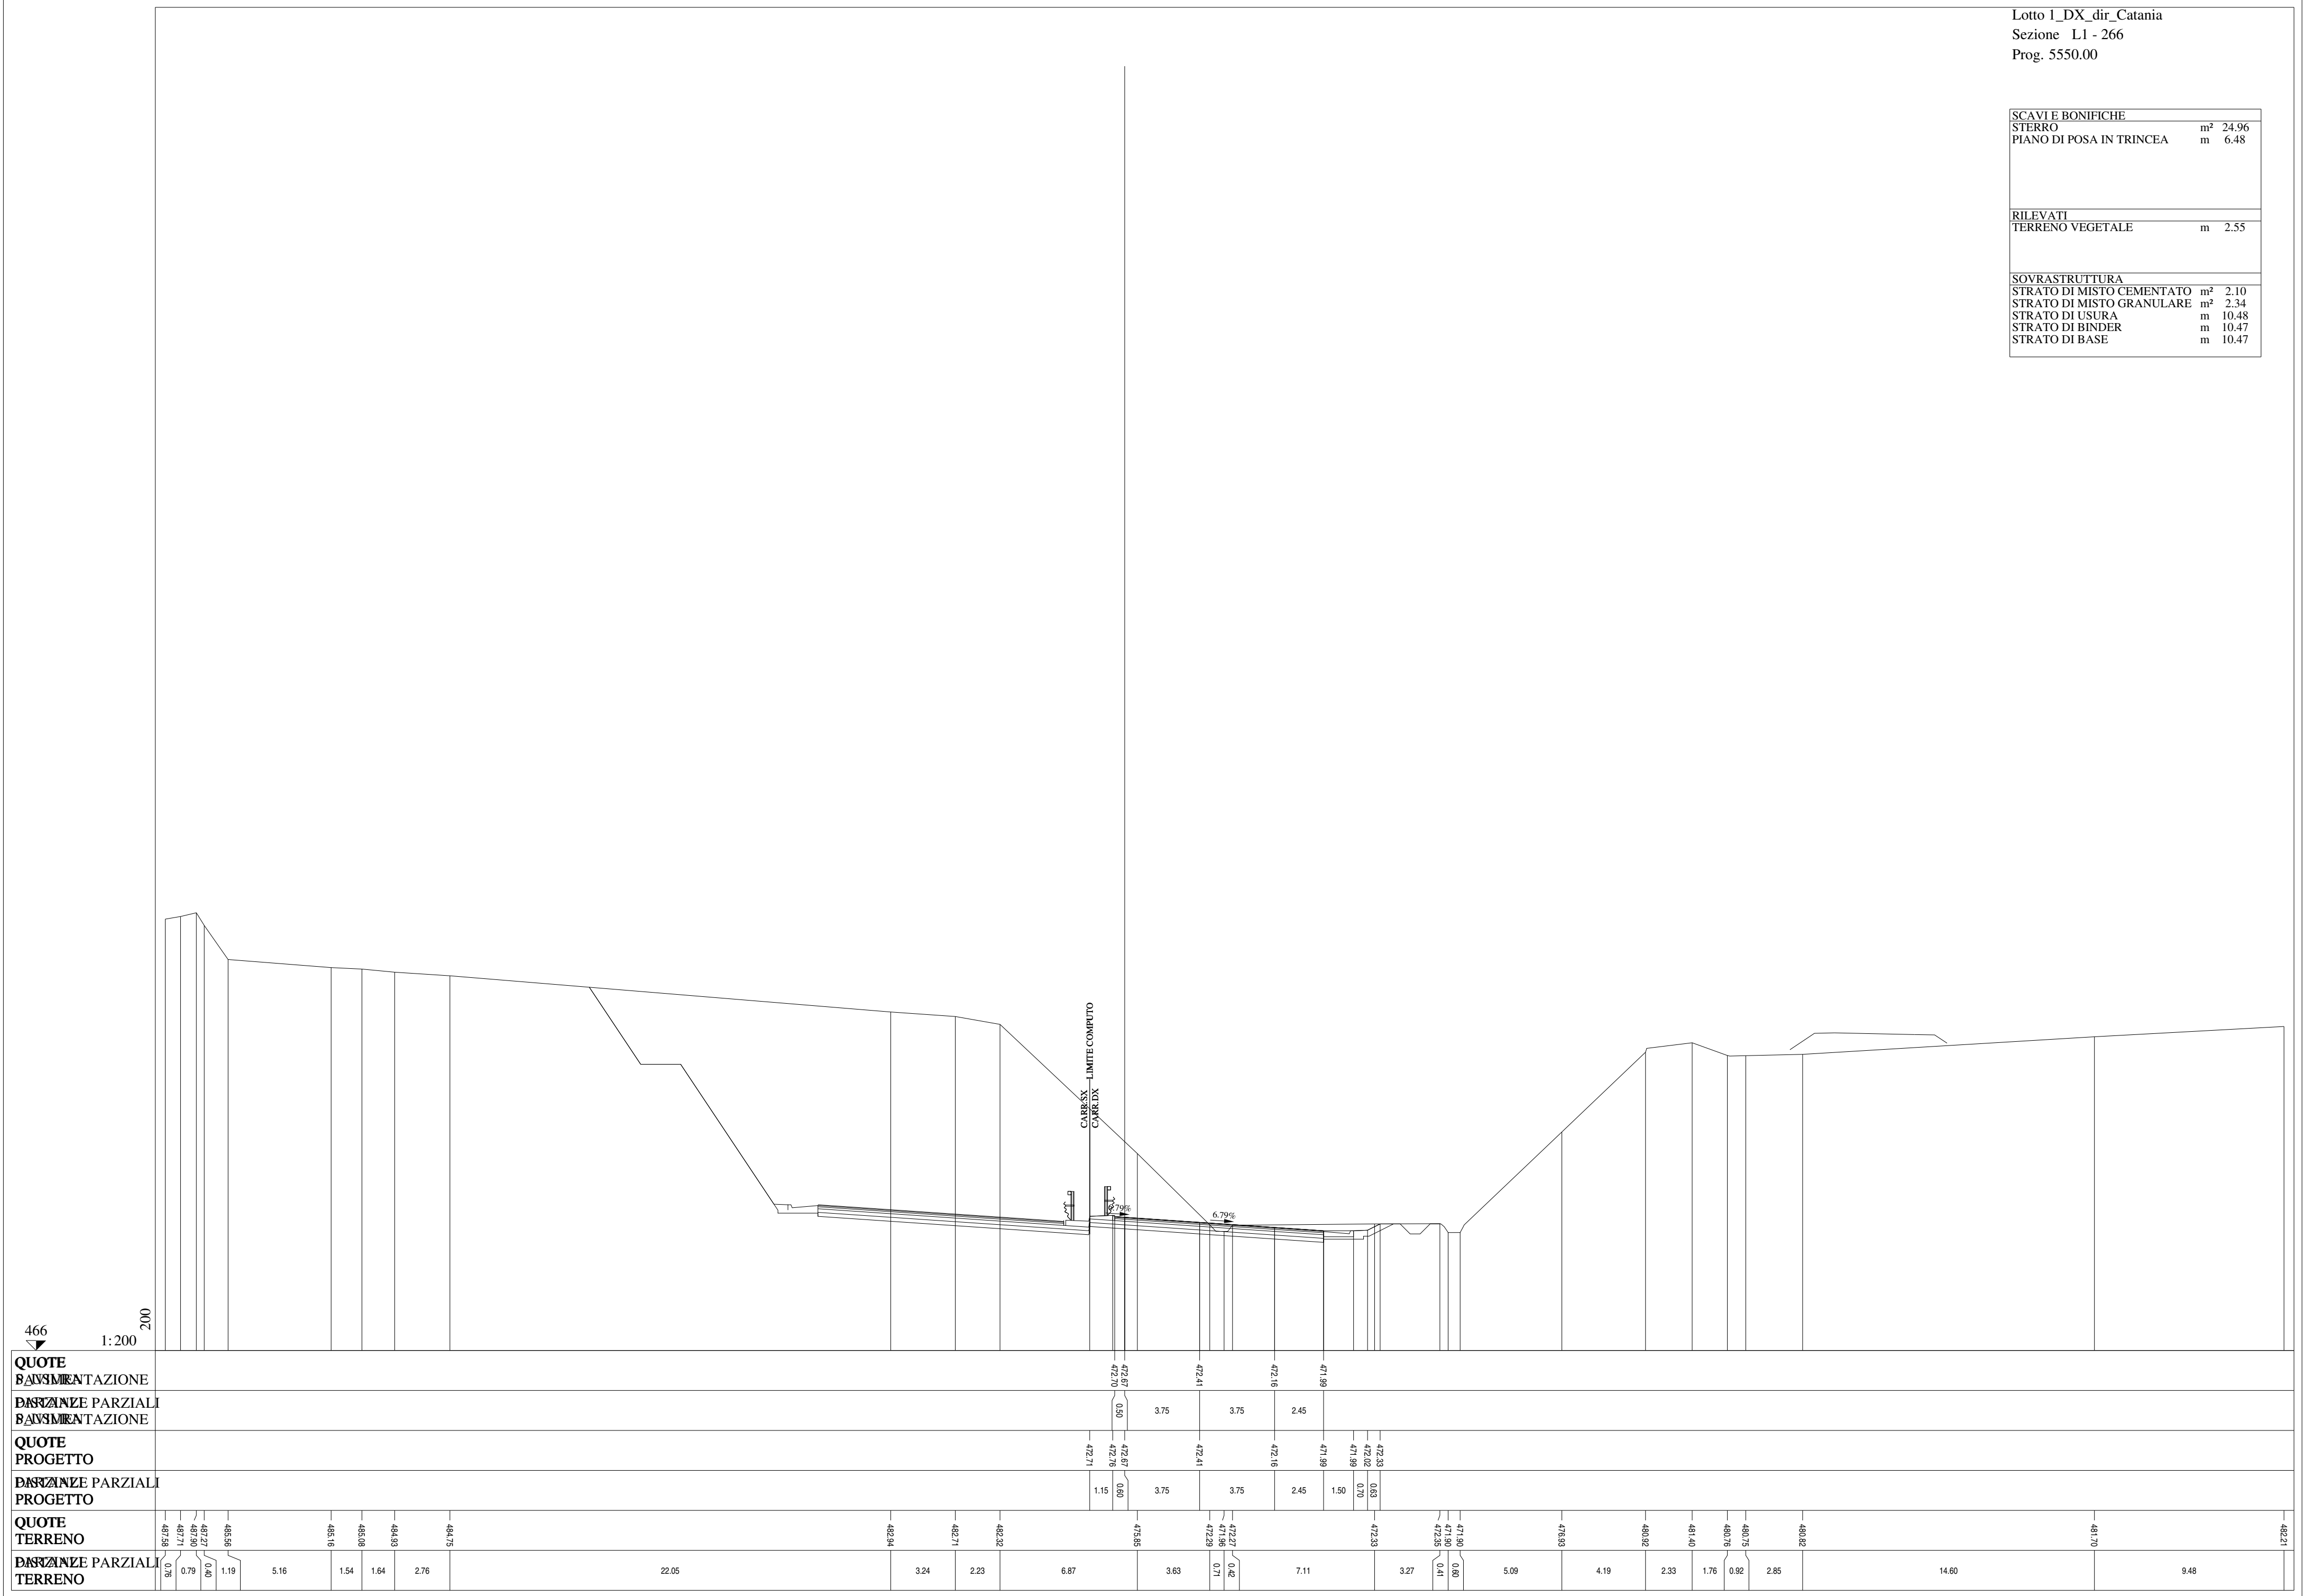 Lotto 1_DX_dir_Catania
Sezione L1 - 266
Prog. 5550.00
SCAVI E BONIFICHE
STERRO m² 24.96
PIANO DI POSA IN TRINCEA m 6.48
RILEVATI
TERRENO VEGETALE m 2.55
SOVRASTRUTTURA
STRATO DI MISTO CEMENTATO m² 2.10
STRATO DI MISTO GRANULARE m² 2.34
STRATO DI USURA m 10.48
STRATO DI BINDER m 10.47
STRATO DI BASE m 10.47
LIMITE COMPUTO
CARR.SX
CARR.DX
6.79%
466
1:200
200
QUOTE
472.70 472.67 472.41 472.16 471.99
PARZIALI
0.50 3.75 3.75 2.45
QUOTE
PROGETTO
472.71 472.76 472.67 472.41 472.16 471.99 471.99 472.02 472.33
PARZIALI
PROGETTO
1.15 0.60 3.75 3.75 2.45 1.50 0.70 0.63
QUOTE
TERRENO
487.58 487.71 487.90 487.27 485.56 485.16 485.08 484.93 484.75 482.94 482.71 482.32 475.85 472.29 471.96 472.27 472.33 472.35 471.90 471.90 476.93 480.92 481.40 480.76 480.75 480.82 481.70 482.21
PARZIALI
TERRENO
0.76 0.79 0.40 1.19 5.16 1.54 1.64 2.76 22.05 3.24 2.23 6.87 3.63 0.71 0.42 7.11 3.27 0.41 0.60 5.09 4.19 2.33 1.76 0.92 2.85 14.60 9.48